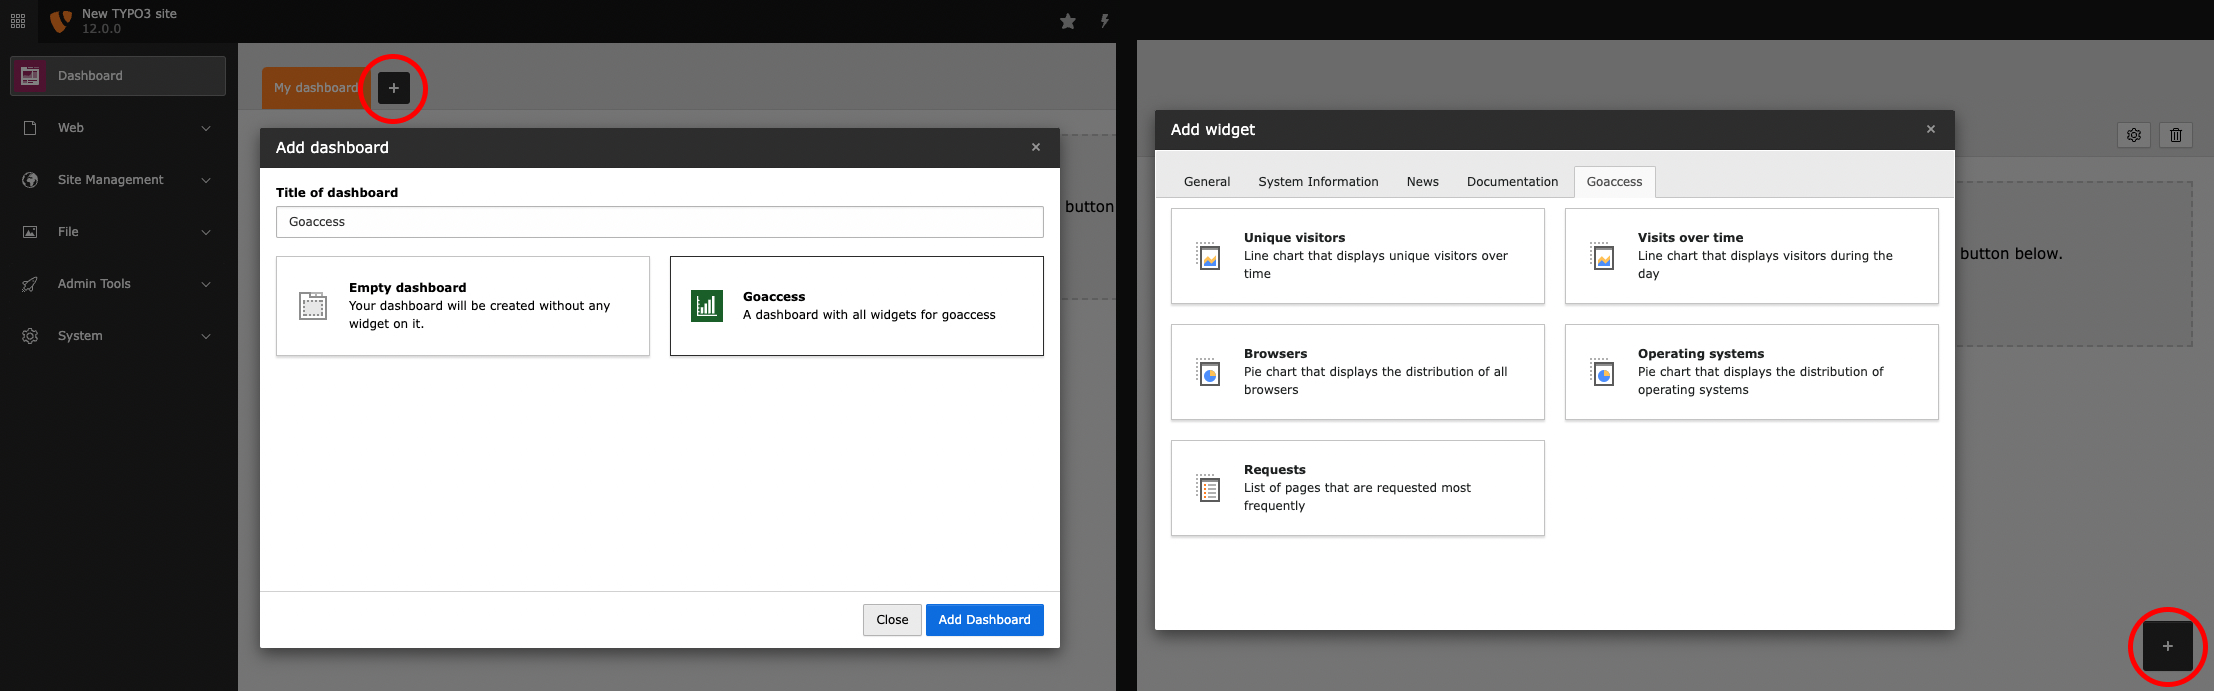 New TYPO3 site
12.0.0
Dashboard
Web
Site Management
File
Admin Tools
System
My dashboard
+
Add dashboard
×
Title of dashboard
Goaccess
Empty dashboard
Your dashboard will be created without any
widget on it.
Goaccess
A dashboard with all widgets for goaccess
Close
Add Dashboard
button
Add widget
×
General
System Information
News
Documentation
Goaccess
Unique visitors
Line chart that displays unique visitors over
time
Visits over time
Line chart that displays visitors during the
day
Browsers
Pie chart that displays the distribution of all
browsers
Operating systems
Pie chart that displays the distribution of
operating systems
Requests
List of pages that are requested most
frequently
button below.
+